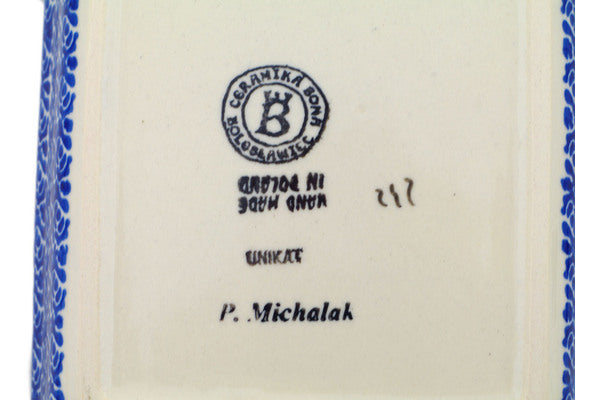 CERAMIKA BONA
BOLESŁAWIEC
B
HAND MADE
IN POLAND
UNIKAT
P. Michalak